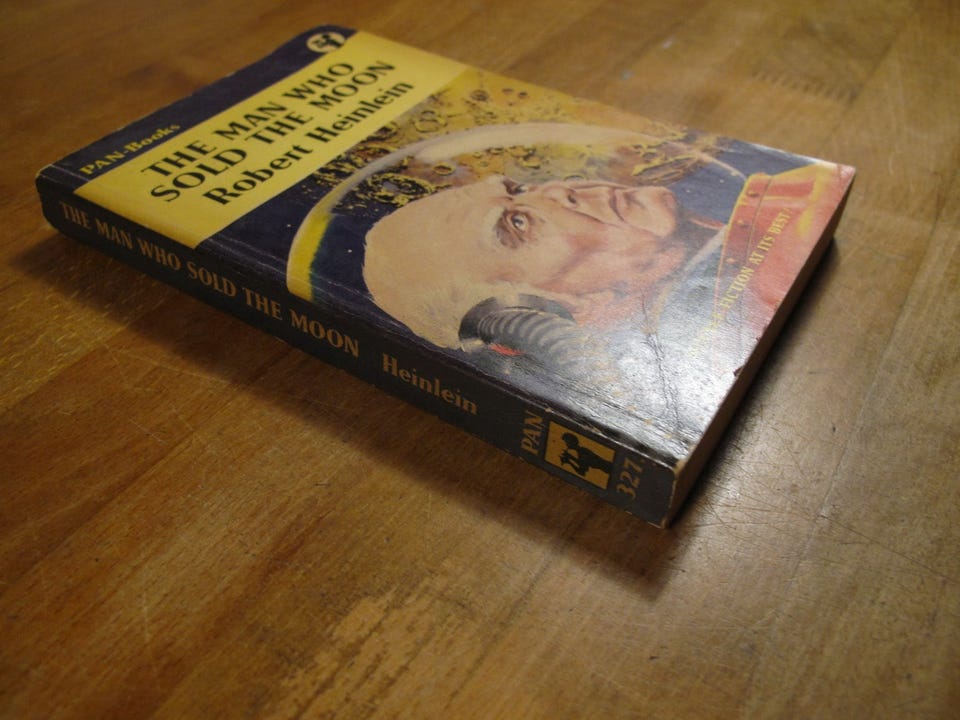 PAN-Books
THE MAN WHO
SOLD THE MOON
Robert Heinlein
FICTION AT ITS BEST!
THE MAN WHO SOLD THE MOON Heinlein
PAN
327